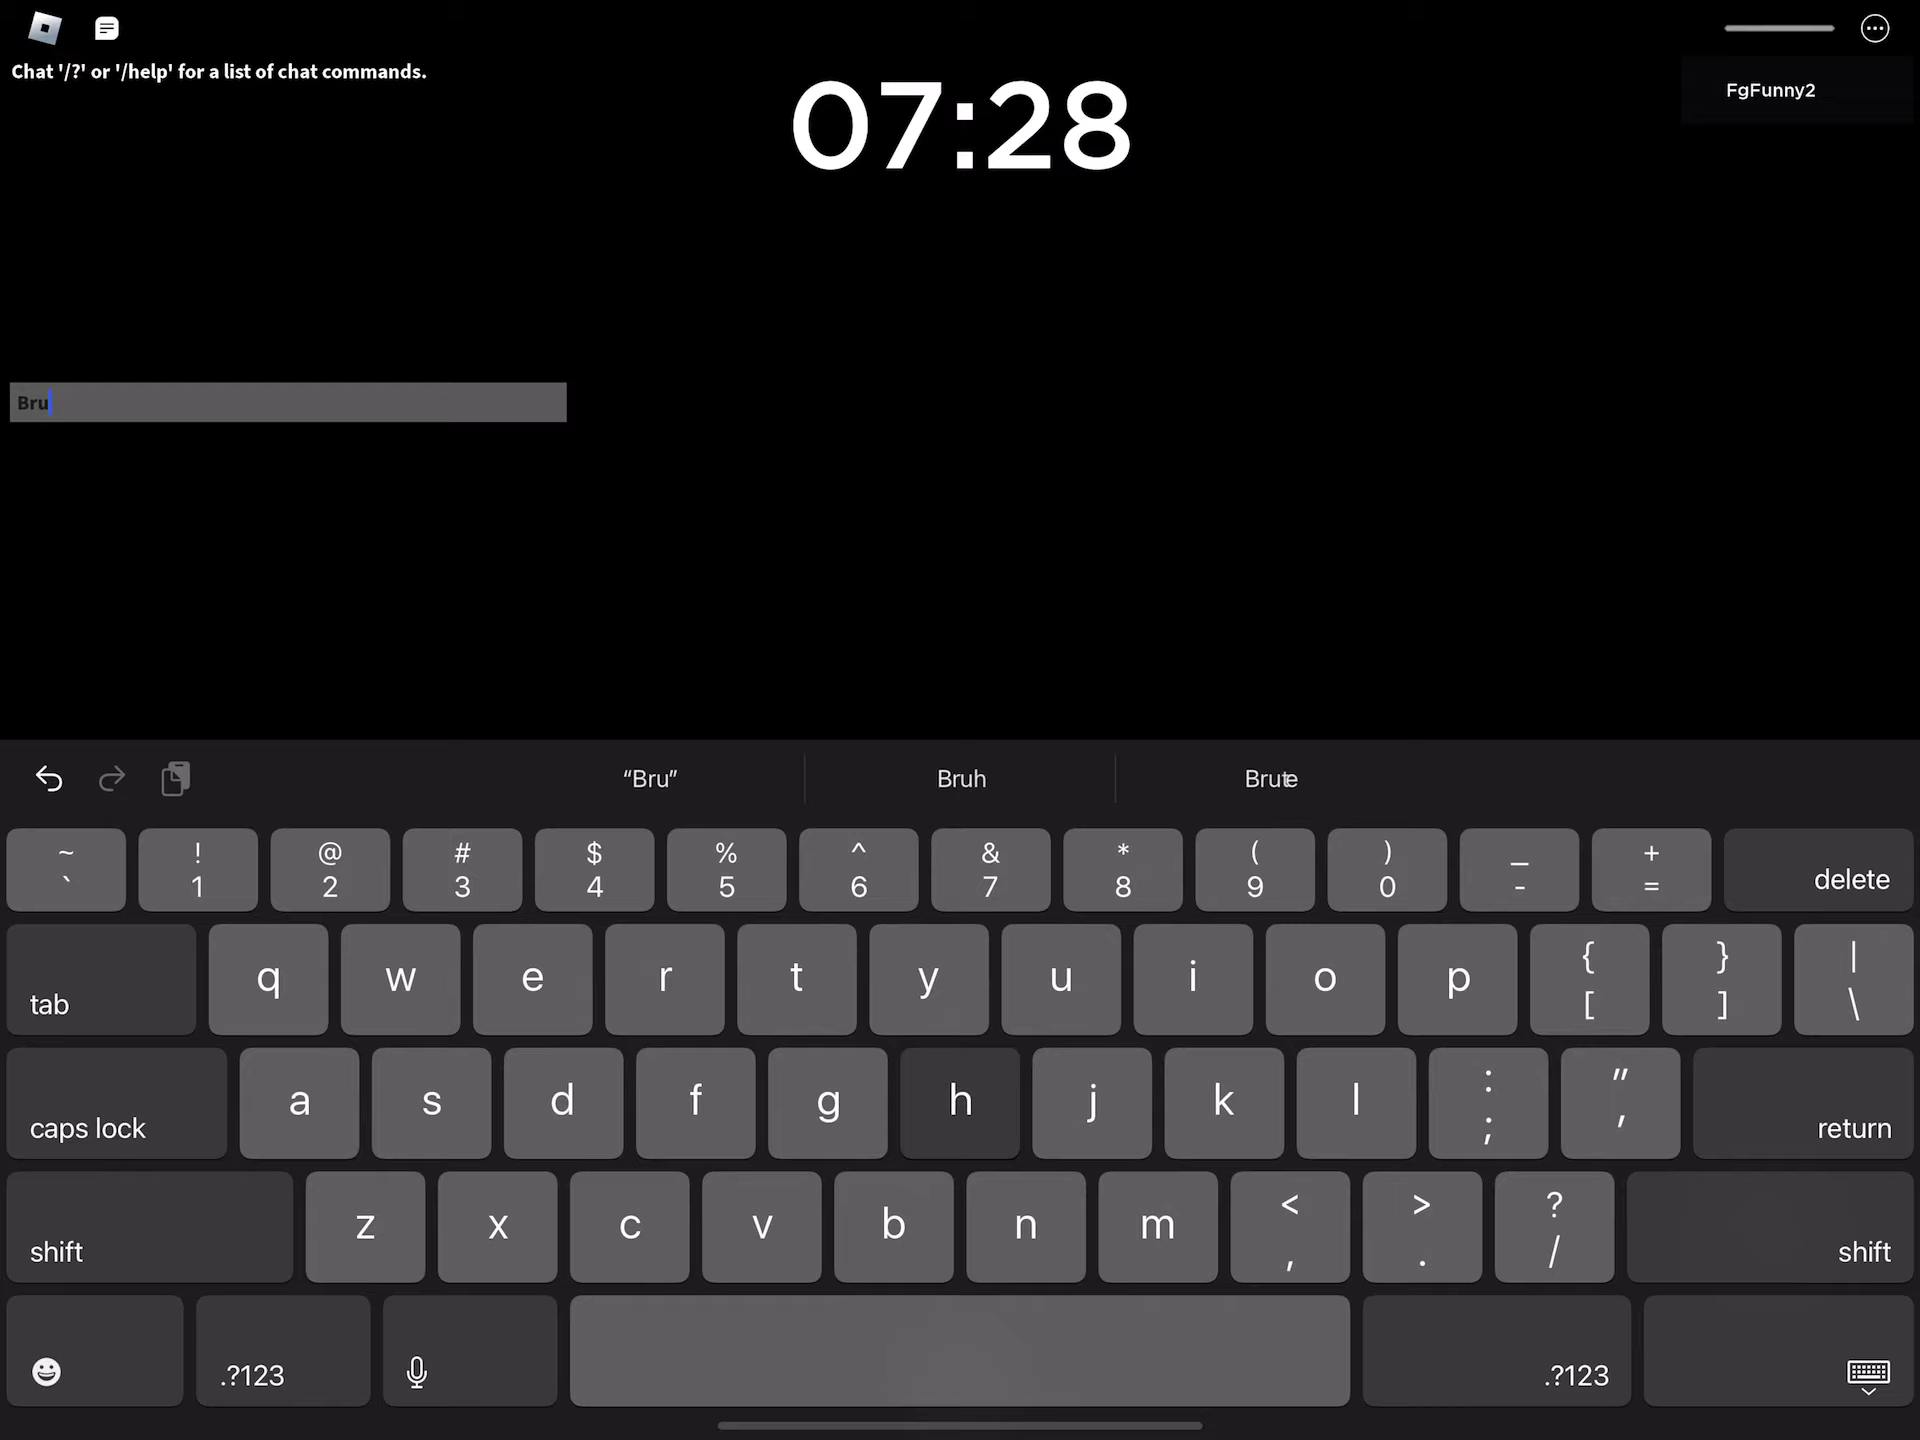 Chat '/?' or '/help' for a list of chat commands.
07:28
FgFunny2
Bru
“Bru” Bruh Brute
~ ! @ # $ % ^ & * ( ) _ +
` 1 2 3 4 5 6 7 8 9 0 - = delete
tab q w e r t y u i o p { [ } ] | \
caps lock a s d f g h j k l : ; " ' return
shift z x c v b n m < , > . ? / shift
.?123 .?123